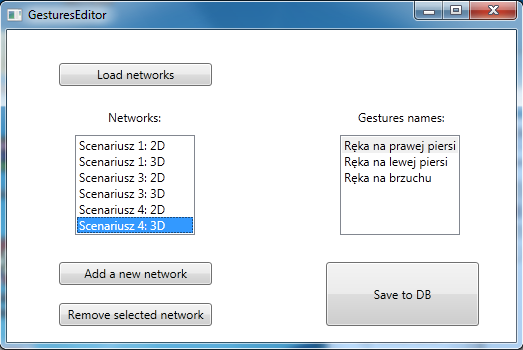 GesturesEditor
Load networks
Networks:
Scenariusz 1: 2D
Scenariusz 1: 3D
Scenariusz 3: 2D
Scenariusz 3: 3D
Scenariusz 4: 2D
Scenariusz 4: 3D
Gestures names:
Ręka na prawej piersi
Ręka na lewej piersi
Ręka na brzuchu
Add a new network
Remove selected network
Save to DB